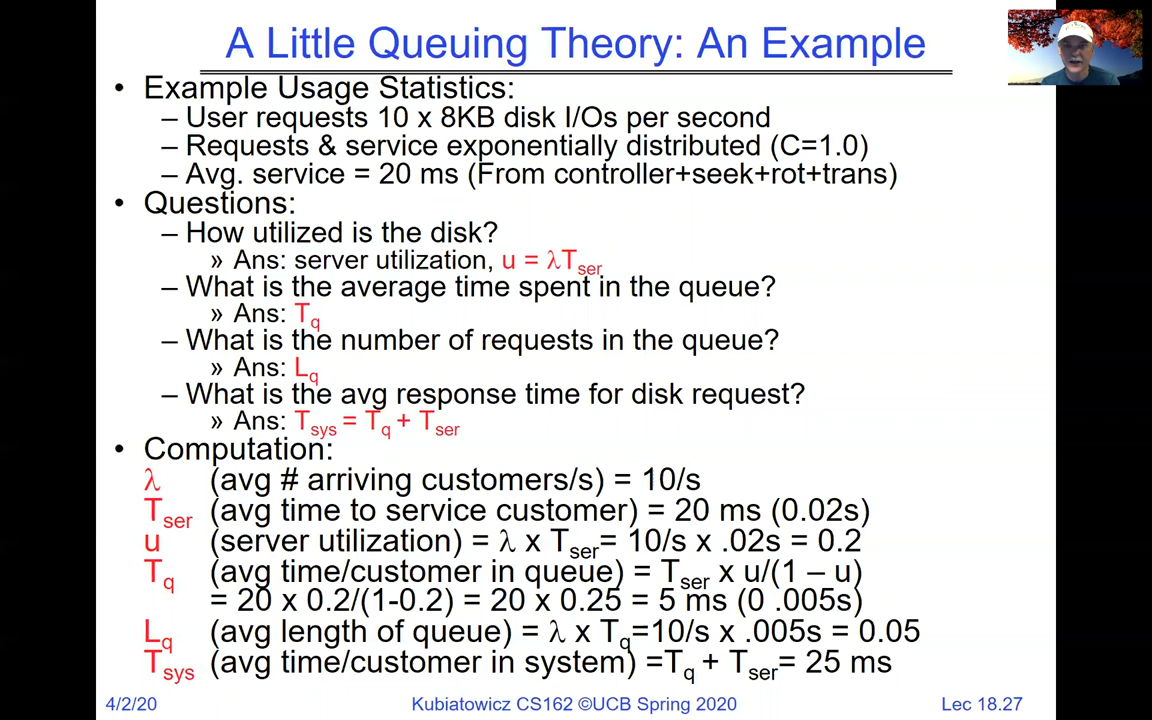 A Little Queuing Theory: An Example
• Example Usage Statistics:
– User requests 10 x 8KB disk I/Os per second
– Requests & service exponentially distributed (C=1.0)
– Avg. service = 20 ms (From controller+seek+rot+trans)
• Questions:
– How utilized is the disk?
» Ans: server utilization, u = λTser
– What is the average time spent in the queue?
» Ans: Tq
– What is the number of requests in the queue?
» Ans: Lq
– What is the avg response time for disk request?
» Ans: Tsys = Tq + Tser
• Computation:
λ (avg # arriving customers/s) = 10/s
Tser (avg time to service customer) = 20 ms (0.02s)
u (server utilization) = λ x Tser= 10/s x .02s = 0.2
Tq (avg time/customer in queue) = Tser x u/(1 – u)
= 20 x 0.2/(1-0.2) = 20 x 0.25 = 5 ms (0 .005s)
Lq (avg length of queue) = λ x Tq=10/s x .005s = 0.05
Tsys (avg time/customer in system) =Tq + Tser= 25 ms
4/2/20 Kubiatowicz CS162 ©UCB Spring 2020 Lec 18.27